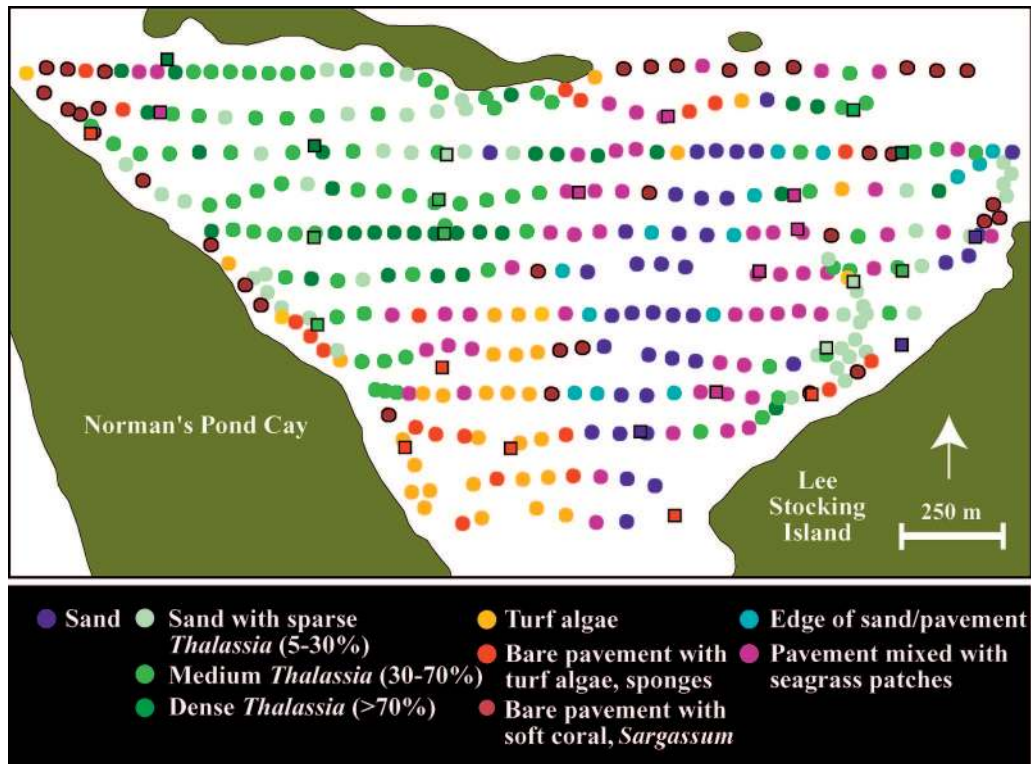 Norman's Pond Cay
Lee
Stocking
Island
250 m
Sand
Sand with sparse
Thalassia (5-30%)
Medium Thalassia (30-70%)
Dense Thalassia (>70%)
Turf algae
Bare pavement with
turf algae, sponges
Bare pavement with
soft coral, Sargassum
Edge of sand/pavement
Pavement mixed with
seagrass patches